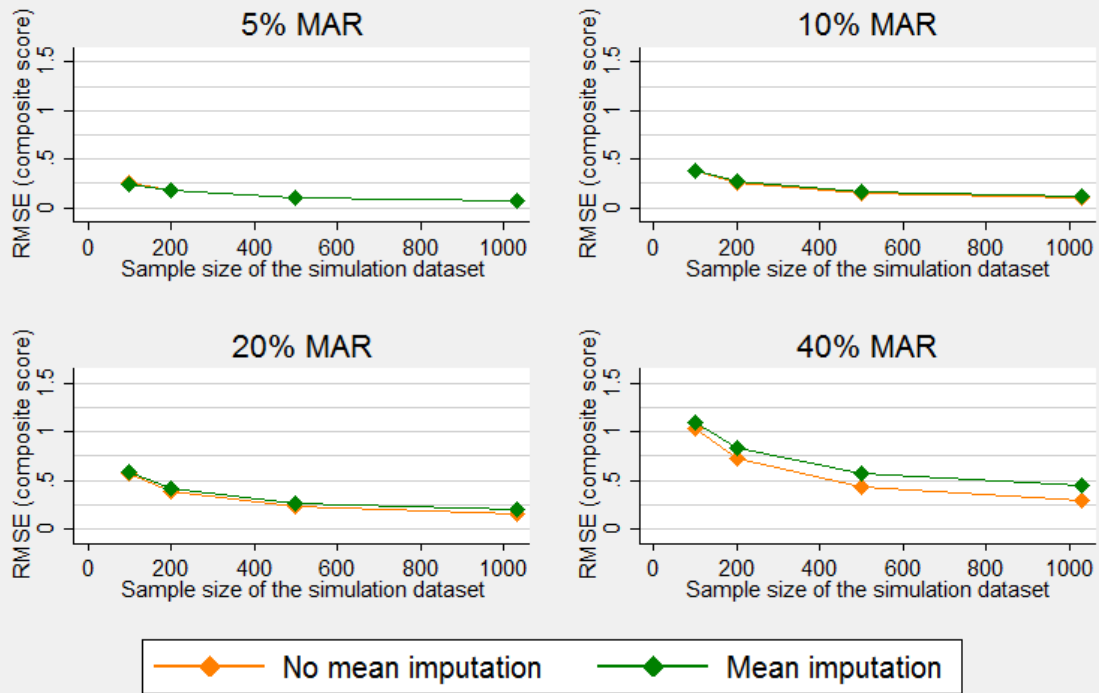 5% MAR
RMSE (composite score)
1.5
1
.5
0
0 200 400 600 800 1000
Sample size of the simulation dataset
10% MAR
RMSE (composite score)
1.5
1
.5
0
0 200 400 600 800 1000
Sample size of the simulation dataset
20% MAR
RMSE (composite score)
1.5
1
.5
0
0 200 400 600 800 1000
Sample size of the simulation dataset
40% MAR
RMSE (composite score)
1.5
1
.5
0
0 200 400 600 800 1000
Sample size of the simulation dataset
No mean imputation Mean imputation